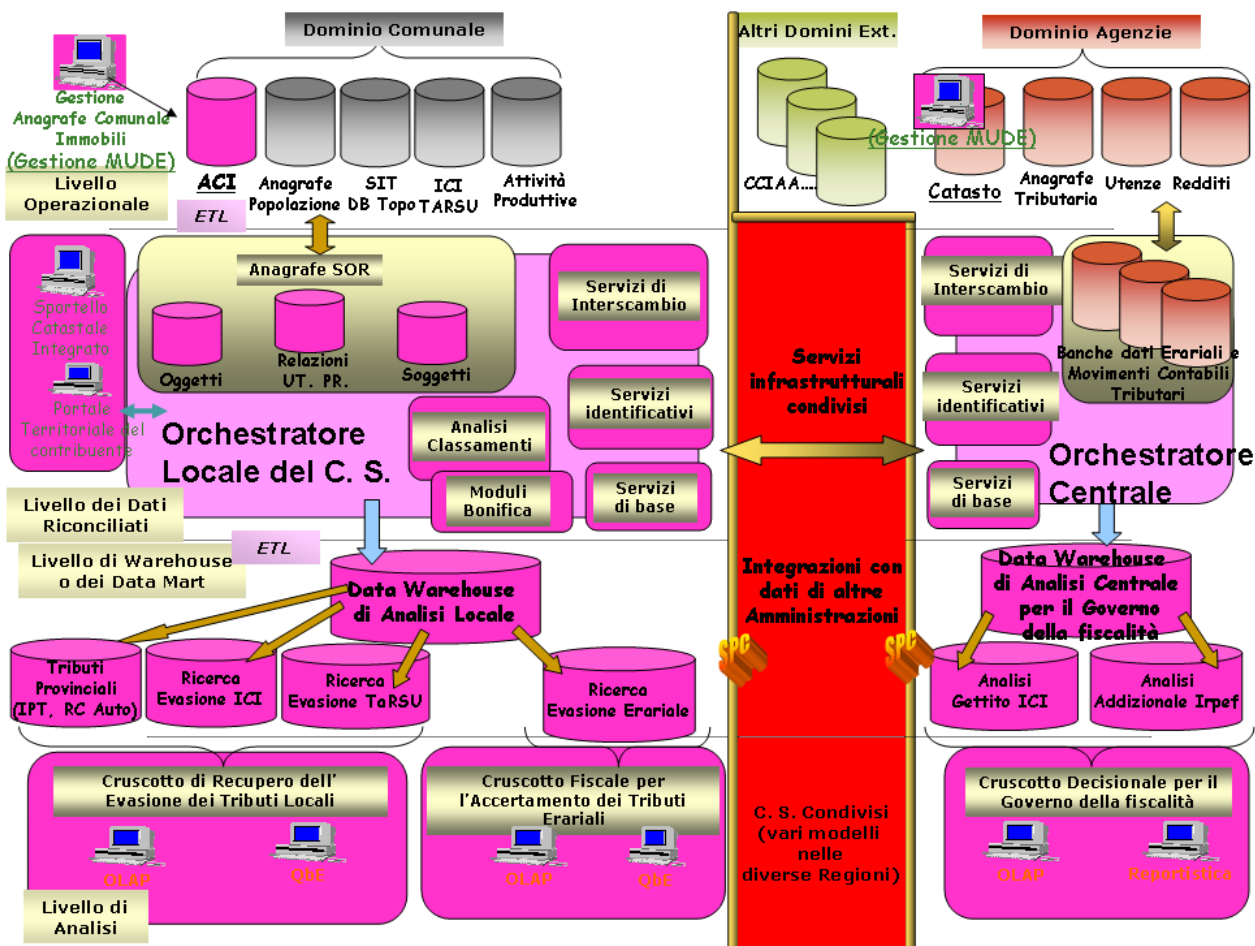 Dominio Comunale
Altri Domini Ext.
Dominio Agenzie
Gestione
Anagrafe Comunale
Immobili
(Gestione MUDE)
(Gestione MUDE)
Livello
Operazionale
ACI
Anagrafe
Popolazione
SIT
DB Topo
ICI
TARSU
Attività
Produttive
CCIAA....
Catasto
Anagrafe
Tributaria
Utenze
Redditi
ETL
Sportello
Catastale
Integrato
Portale
Territoriale del
contribuente
Anagrafe SOR
Oggetti
Relazioni
UT. PR.
Soggetti
Servizi di
Interscambio
Servizi
identificativi
Analisi
Classamenti
Moduli
Bonifica
Servizi
di base
Orchestratore
Locale del C. S.
Servizi
infrastrutturali
condivisi
Servizi di
Interscambio
Servizi
identificativi
Servizi
di base
Banche dati Erariali e
Movimenti Contabili
Tributari
Orchestratore
Centrale
Livello dei Dati
Riconciliati
ETL
Livello di Warehouse
o dei Data Mart
Data Warehouse
di Analisi Locale
Integrazioni con
dati di altre
Amministrazioni
SPC
SPC
Data Warehouse
di Analisi Centrale
per il Governo
della fiscalità
Tributi
Provinciali
(IPT, RC Auto)
Ricerca
Evasione ICI
Ricerca
Evasione TaRSU
Ricerca
Evasione Erariale
Analisi
Gettito ICI
Analisi
Addizionale Irpef
Cruscotto di Recupero dell'
Evasione dei Tributi Locali
OLAP
QbE
Cruscotto Fiscale per
l'Accertamento dei Tributi
Erariali
OLAP
QbE
C. S. Condivisi
(vari modelli
nelle
diverse Regioni)
Cruscotto Decisionale per il
Governo della fiscalità
OLAP
Reportistica
Livello di
Analisi